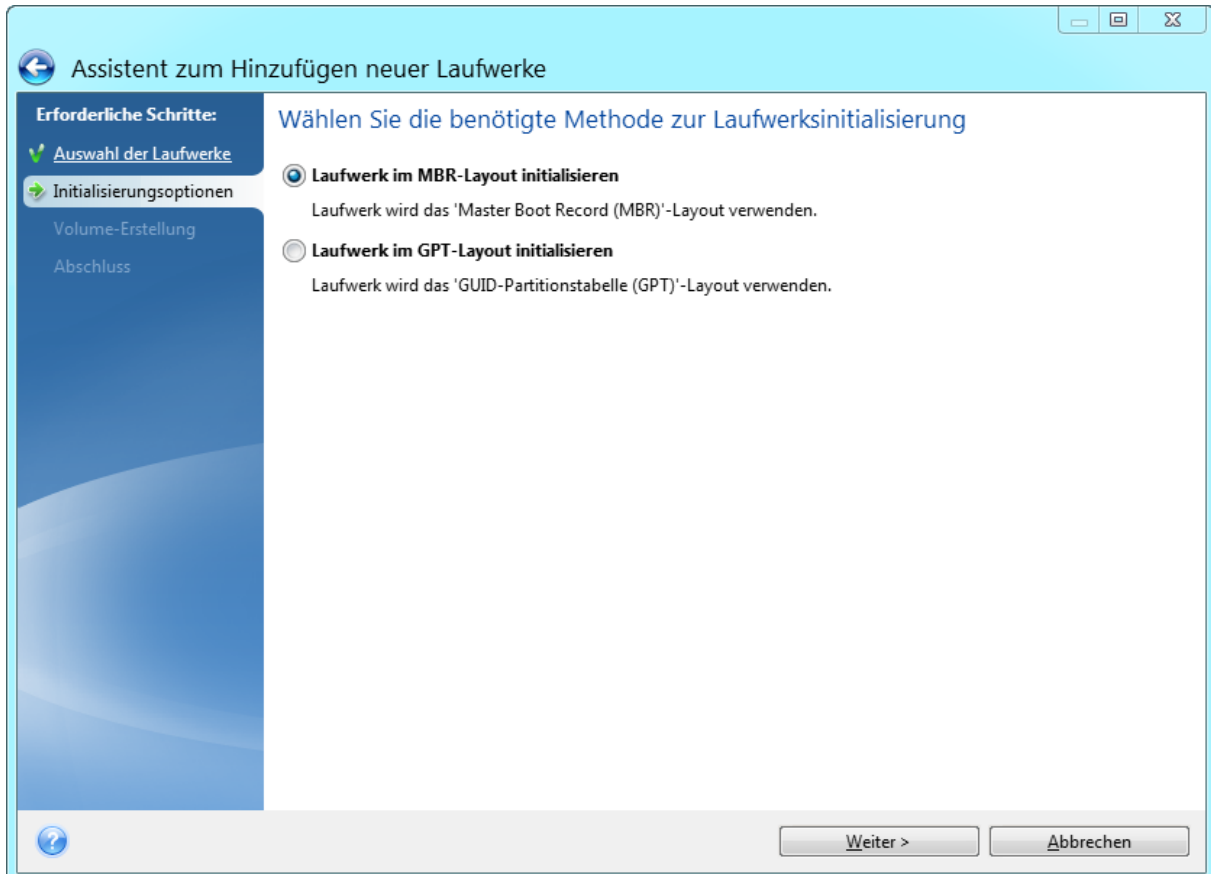 Assistent zum Hinzufügen neuer Laufwerke
Erforderliche Schritte:
Auswahl der Laufwerke
Initialisierungsoptionen
Volume-Erstellung
Abschluss
Wählen Sie die benötigte Methode zur Laufwerksinitialisierung
Laufwerk im MBR-Layout initialisieren
Laufwerk wird das 'Master Boot Record (MBR)'-Layout verwenden.
Laufwerk im GPT-Layout initialisieren
Laufwerk wird das 'GUID-Partitionstabelle (GPT)'-Layout verwenden.
Weiter >
Abbrechen